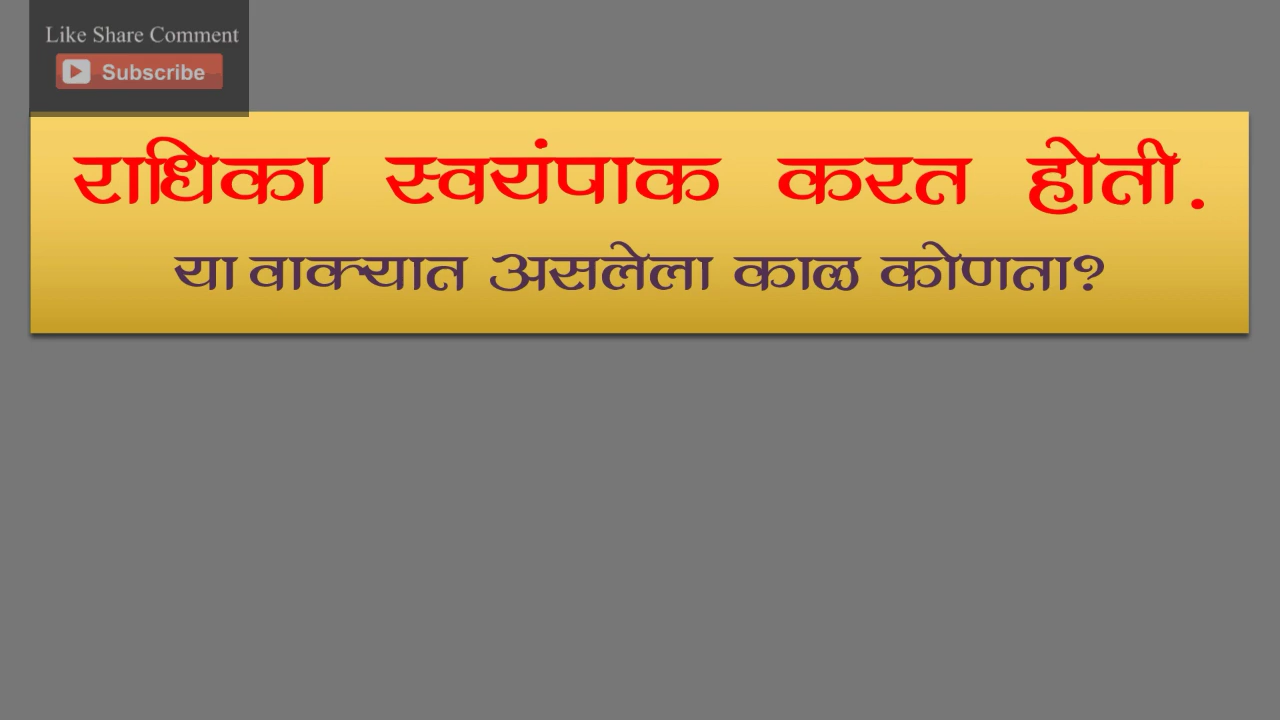 Like Share Comment
Subscribe
राधिका स्वयंपाक करत होती.
या वाक्यात असलेला काळ कोणता?